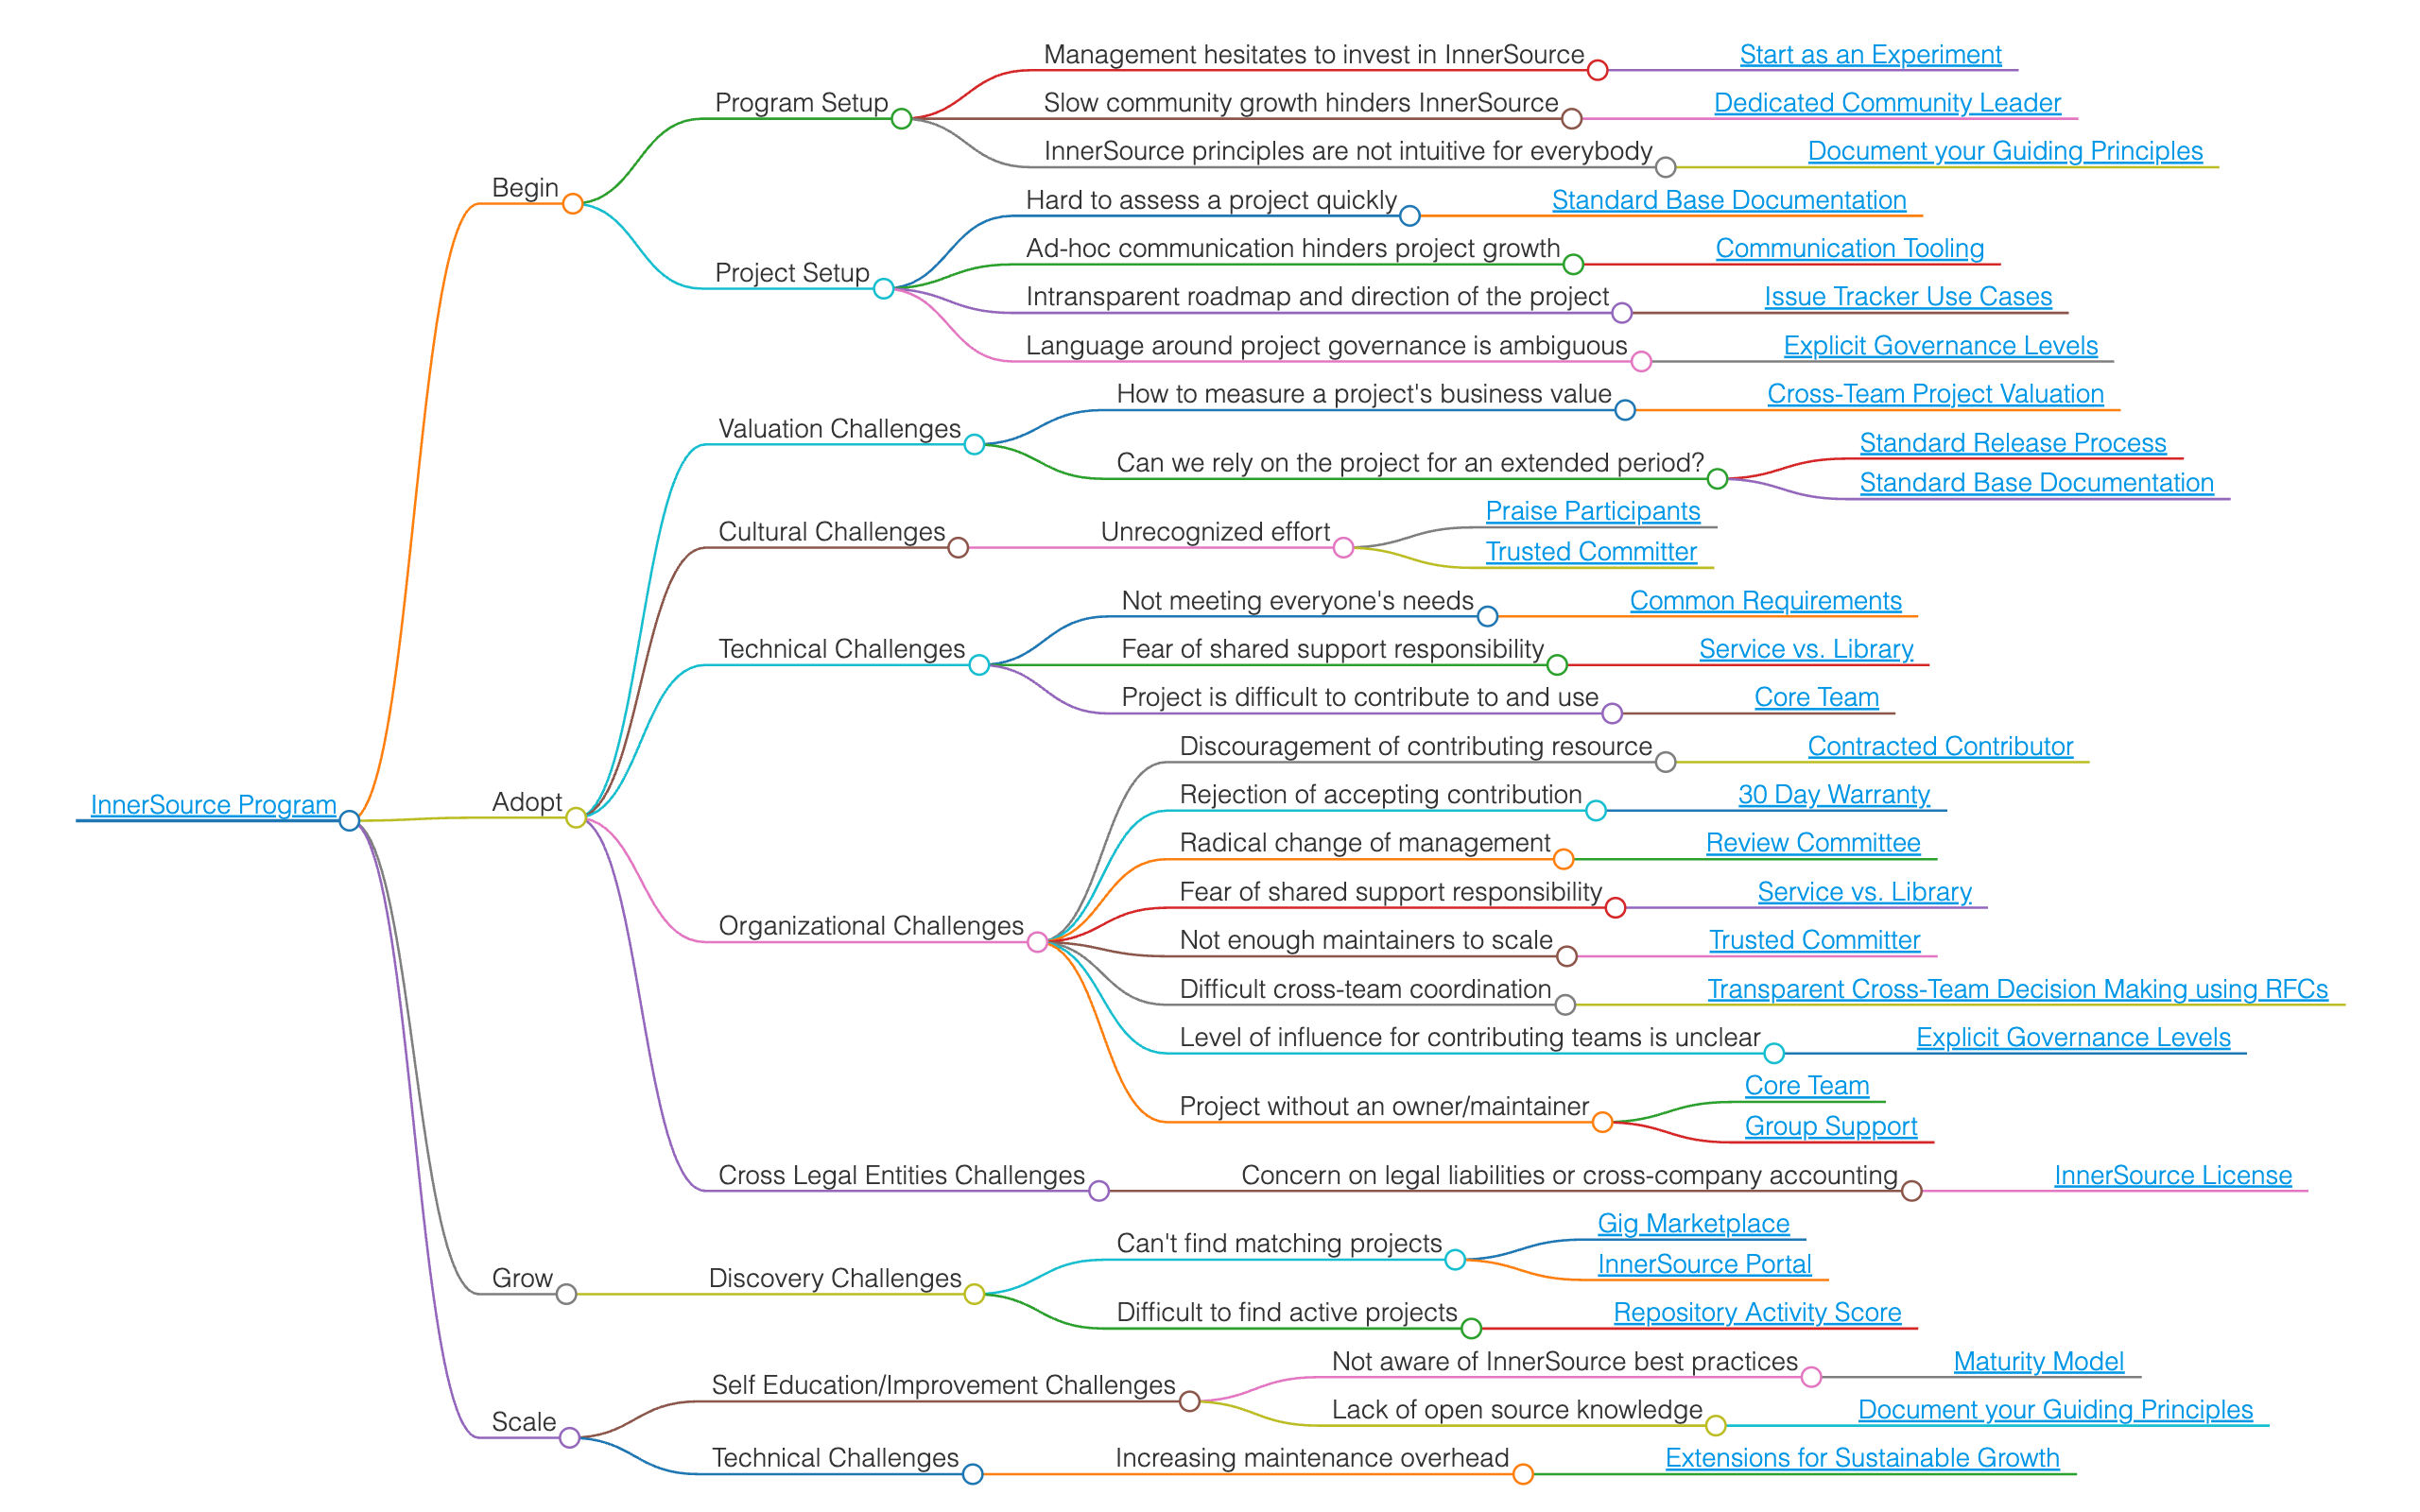 Management hesitates to invest in InnerSource
Start as an Experiment
Program Setup
Slow community growth hinders InnerSource
Dedicated Community Leader
InnerSource principles are not intuitive for everybody
Document your Guiding Principles
Begin
Hard to assess a project quickly
Standard Base Documentation
Ad-hoc communication hinders project growth
Communication Tooling
Project Setup
Intransparent roadmap and direction of the project
Issue Tracker Use Cases
Language around project governance is ambiguous
Explicit Governance Levels
How to measure a project's business value
Cross-Team Project Valuation
Valuation Challenges
Can we rely on the project for an extended period?
Standard Release Process
Standard Base Documentation
Cultural Challenges
Unrecognized effort
Praise Participants
Trusted Committer
Not meeting everyone's needs
Common Requirements
Technical Challenges
Fear of shared support responsibility
Service vs. Library
Project is difficult to contribute to and use
Core Team
Discouragement of contributing resource
Contracted Contributor
InnerSource Program
Adopt
Rejection of accepting contribution
30 Day Warranty
Radical change of management
Review Committee
Fear of shared support responsibility
Service vs. Library
Organizational Challenges
Not enough maintainers to scale
Trusted Committer
Difficult cross-team coordination
Transparent Cross-Team Decision Making using RFCs
Level of influence for contributing teams is unclear
Explicit Governance Levels
Project without an owner/maintainer
Core Team
Group Support
Cross Legal Entities Challenges
Concern on legal liabilities or cross-company accounting
InnerSource License
Grow
Discovery Challenges
Can't find matching projects
Gig Marketplace
InnerSource Portal
Difficult to find active projects
Repository Activity Score
Scale
Self Education/Improvement Challenges
Not aware of InnerSource best practices
Maturity Model
Lack of open source knowledge
Document your Guiding Principles
Technical Challenges
Increasing maintenance overhead
Extensions for Sustainable Growth